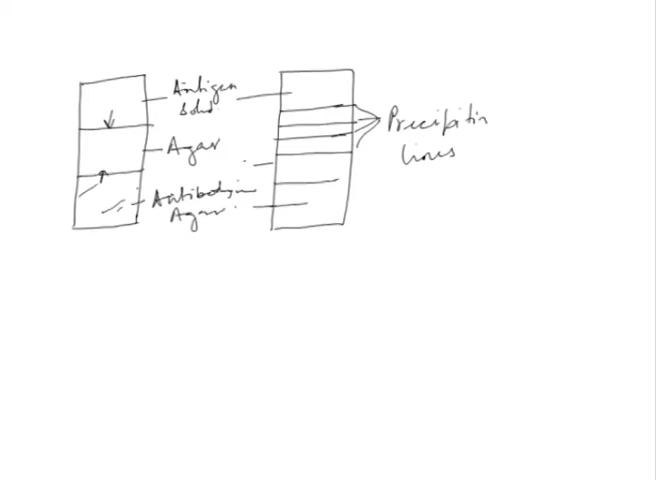 Antigen
Soln
Agar
Antibody in
Agar
Precipitin
lines